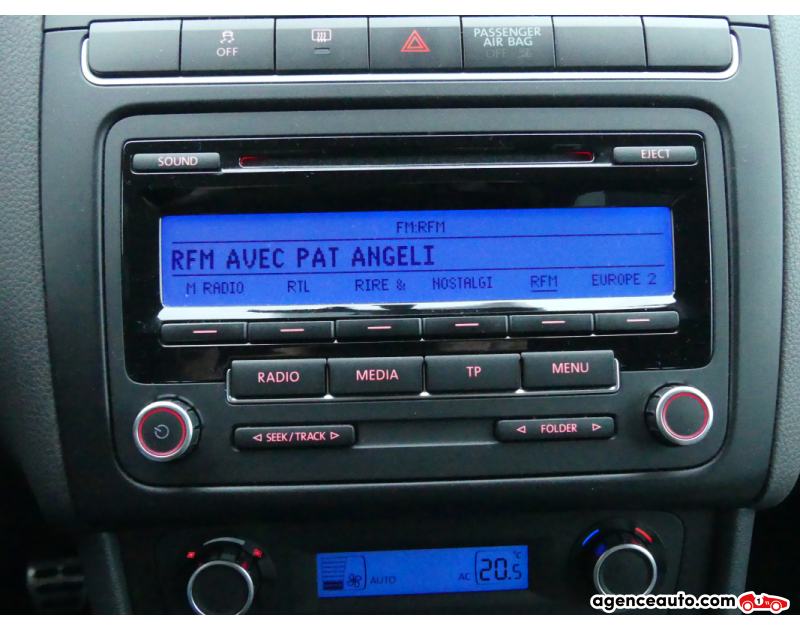 OFF
PASSENGER
AIR BAG
OFF
SOUND
EJECT
FM:RFM
RFM AVEC PAT ANGELI
M RADIO RTL RIRE & NOSTALGI RFM EUROPE 2
RADIO MEDIA TP MENU
SEEK/TRACK FOLDER
AUTO AC 20.5 °C
agenceauto.com